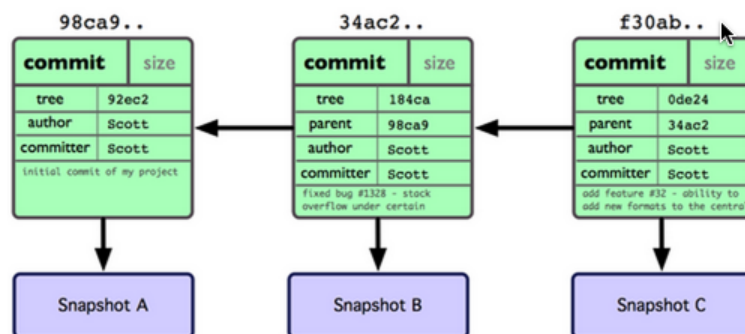 98ca9..
commit size
tree 92ec2
author Scott
committer Scott
initial commit of my project
Snapshot A
34ac2..
commit size
tree 184ca
parent 98ca9
author Scott
committer Scott
fixed bug #1328 - stack
overflow under certain
Snapshot B
f30ab..
commit size
tree 0de24
parent 34ac2
author Scott
committer Scott
add feature #32 - ability to
add new formats to the central
Snapshot C